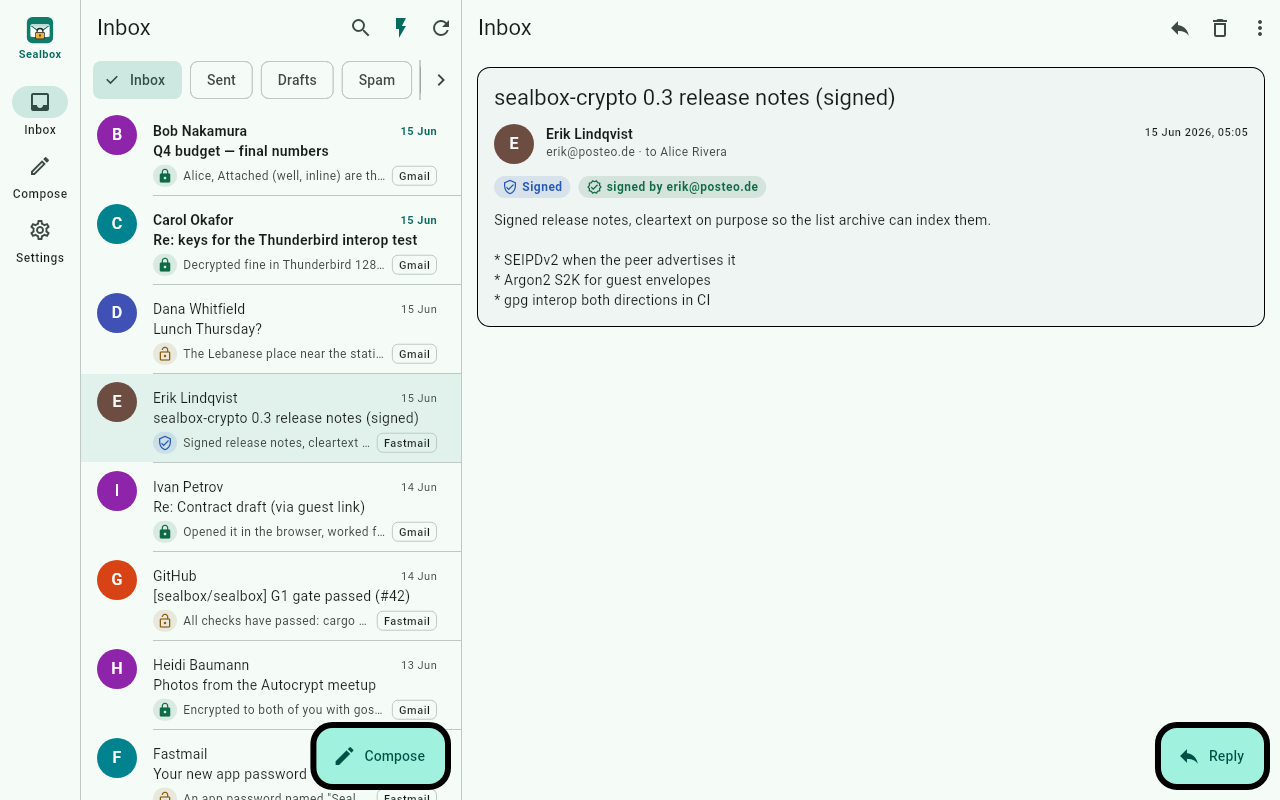 Sealbox
Inbox
Compose
Settings
Inbox
Inbox
Sent
Drafts
Spam
B
Bob Nakamura
15 Jun
Q4 budget — final numbers
Alice, Attached (well, inline) are th…
Gmail
C
Carol Okafor
15 Jun
Re: keys for the Thunderbird interop test
Decrypted fine in Thunderbird 128…
Gmail
D
Dana Whitfield
15 Jun
Lunch Thursday?
The Lebanese place near the stati…
Gmail
E
Erik Lindqvist
15 Jun
sealbox-crypto 0.3 release notes (signed)
Signed release notes, cleartext …
Fastmail
I
Ivan Petrov
14 Jun
Re: Contract draft (via guest link)
Opened it in the browser, worked f…
Gmail
G
GitHub
14 Jun
[sealbox/sealbox] G1 gate passed (#42)
All checks have passed: cargo …
Fastmail
H
Heidi Baumann
13 Jun
Photos from the Autocrypt meetup
Encrypted to both of you with gos…
Gmail
F
Fastmail
Your new app password
An app password named "Seal…
Fastmail
Compose
Inbox
sealbox-crypto 0.3 release notes (signed)
E
Erik Lindqvist
15 Jun 2026, 05:05
erik@posteo.de · to Alice Rivera
Signed
signed by erik@posteo.de
Signed release notes, cleartext on purpose so the list archive can index them.
* SEIPDv2 when the peer advertises it
* Argon2 S2K for guest envelopes
* gpg interop both directions in CI
Reply